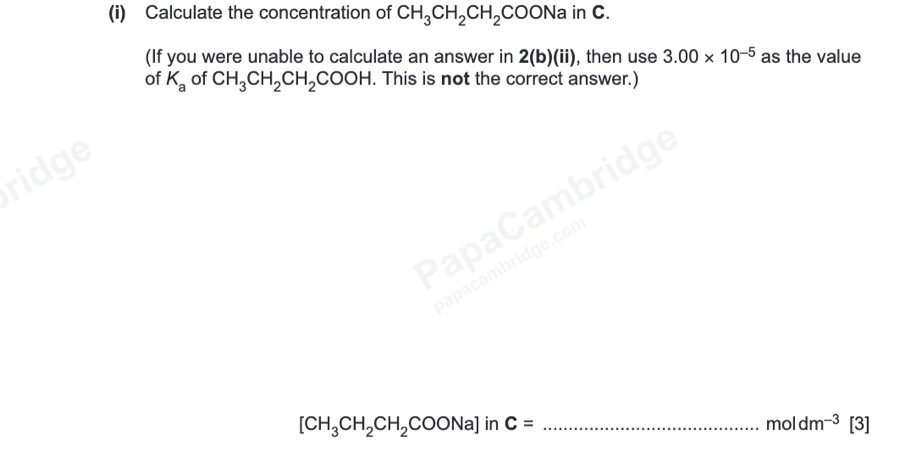 (i) Calculate the concentration of CH₃CH₂CH₂COONa in C.
(If you were unable to calculate an answer in 2(b)(ii), then use 3.00 × 10⁻⁵ as the value
of Kₐ of CH₃CH₂CH₂COOH. This is not the correct answer.)
ridge
PapaCambridge
papacambridge.com
[CH₃CH₂CH₂COONa] in C = .......................................... mol dm⁻³ [3]